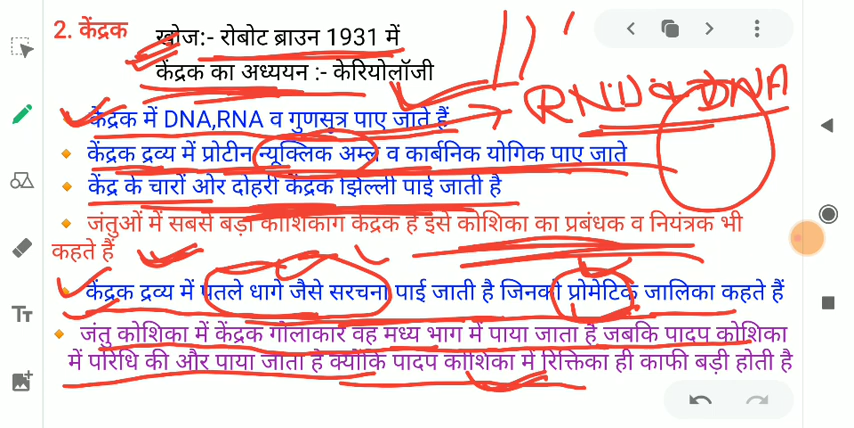 2. केंद्रक
खोज:- रोबोट ब्राउन 1931 में
केंद्रक का अध्ययन :- केरियोलॉजी
RNA व DNA
केंद्रक में DNA,RNA व गुणसूत्र पाए जाते हैं
केंद्रक द्रव्य में प्रोटीन न्यूक्लिक अम्ल व कार्बनिक योगिक पाए जाते
केंद्र के चारों ओर दोहरी केंद्रक झिल्ली पाई जाती है
जंतुओं में सबसे बड़ा कोशिकांग केंद्रक है इसे कोशिका का प्रबंधक व नियंत्रक भी
कहते हैं
केंद्रक द्रव्य में पतले धागे जैसे सरचना पाई जाती है जिनको प्रोमेटिक जालिका कहते हैं
जंतु कोशिका में केंद्रक गोलाकार वह मध्य भाग में पाया जाता है जबकि पादप कोशिका
में परिधि की और पाया जाता है क्योंकि पादप कोशिका में रिक्तिका ही काफी बड़ी होती है
Tт